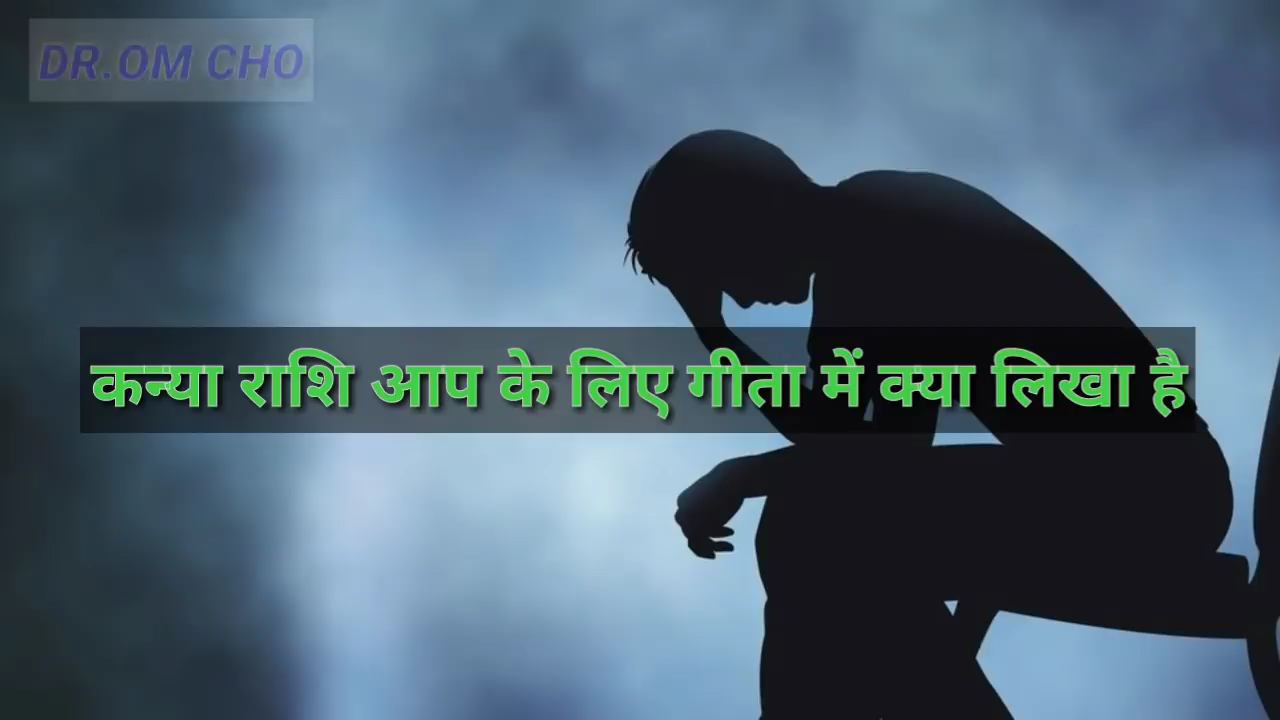 DR.OM CHO
कन्या राशि आप के लिए गीता में क्या लिखा है